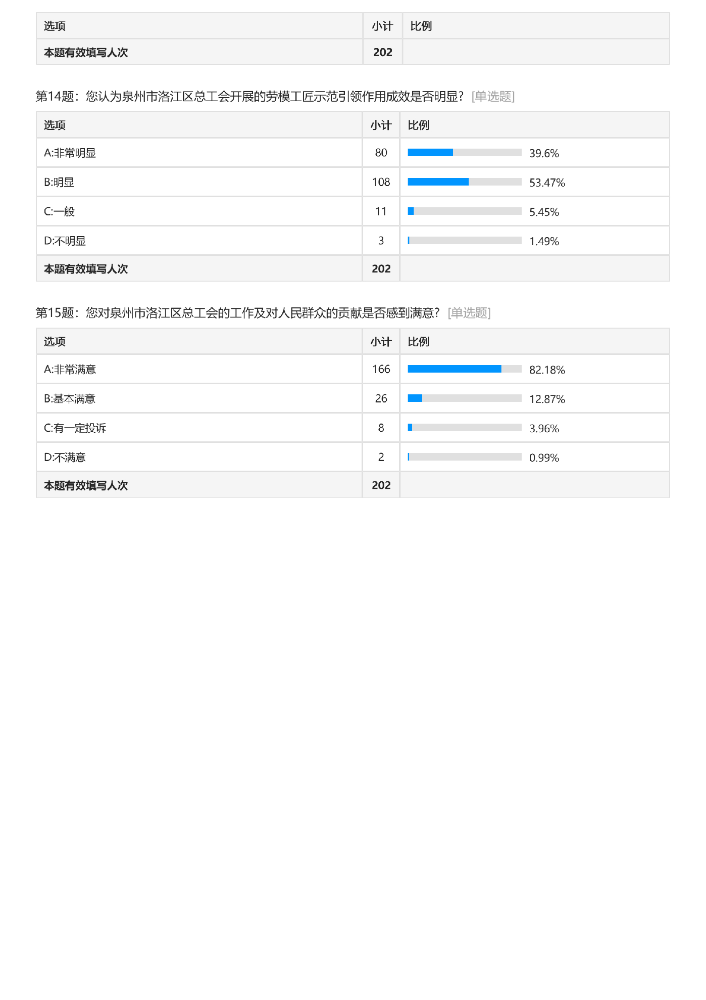 选项 小计 比例
本题有效填写人次 202
第14题：您认为泉州市洛江区总工会开展的劳模工匠示范引领作用成效是否明显？ [单选题]
选项 小计 比例
A:非常明显 80 39.6%
B:明显 108 53.47%
C:一般 11 5.45%
D:不明显 3 1.49%
本题有效填写人次 202
第15题：您对泉州市洛江区总工会的工作及对人民群众的贡献是否感到满意？ [单选题]
选项 小计 比例
A:非常满意 166 82.18%
B:基本满意 26 12.87%
C:有一定投诉 8 3.96%
D:不满意 2 0.99%
本题有效填写人次 202